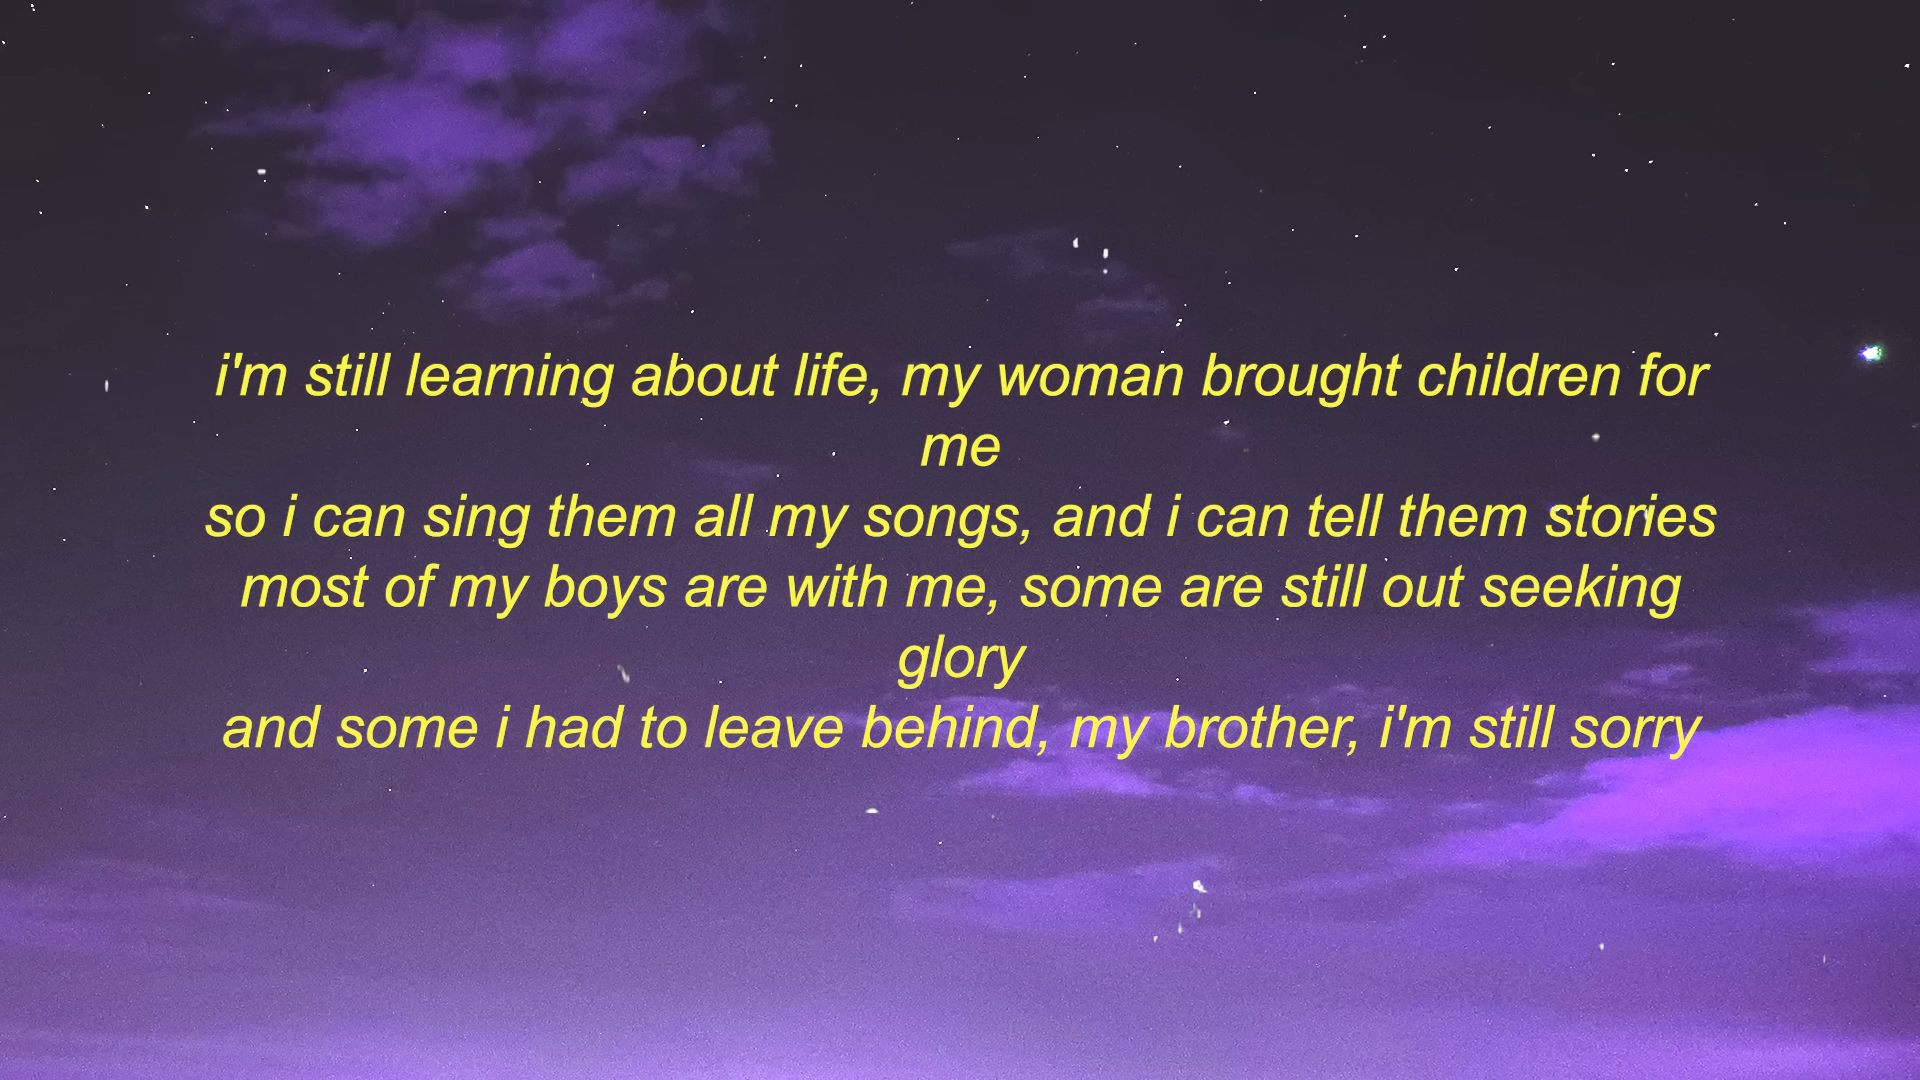 i'm still learning about life, my woman brought children for
me
so i can sing them all my songs, and i can tell them stories
most of my boys are with me, some are still out seeking
glory
and some i had to leave behind, my brother, i'm still sorry